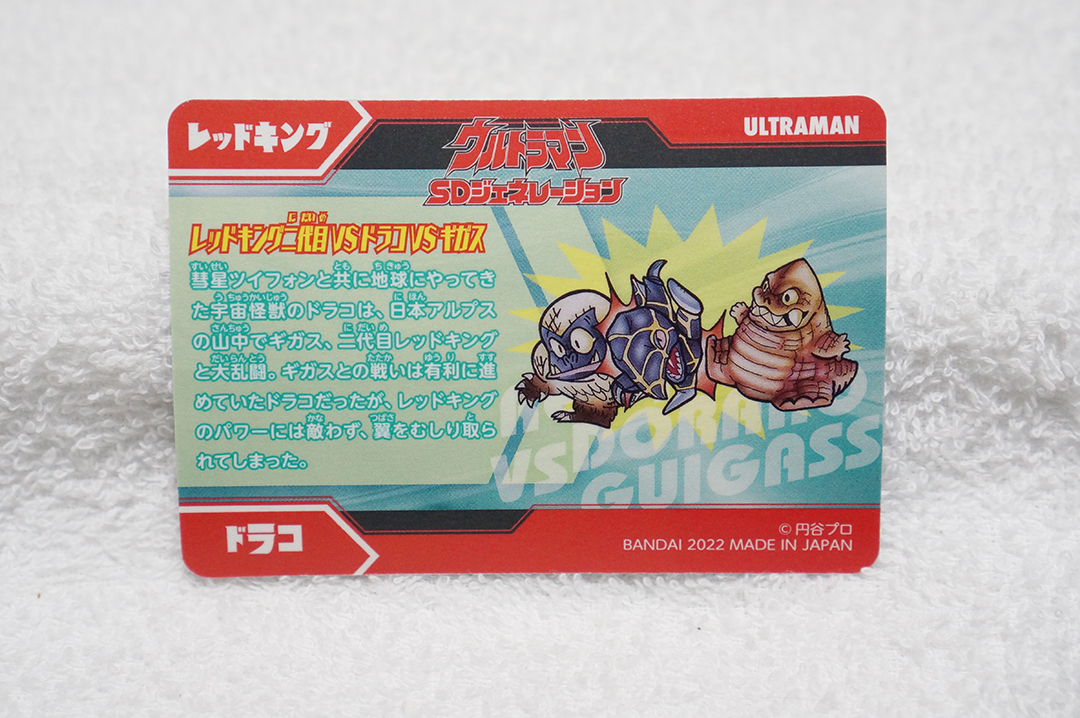 レッドキング
ウルトラマン
SDジェネレーション
ULTRAMAN
レッドキング二代目VSドラコVSギガス
彗星ツイフォンと共に地球にやってき
た宇宙怪獣のドラコは、日本アルプス
の山中でギガス、二代目レッドキング
と大乱闘。ギガスとの戦いは有利に進
めていたドラコだったが、レッドキング
のパワーには敵わず、翼をむしり取ら
れてしまった。
VS DORAKO
VS GUIGASS
ドラコ
© 円谷プロ
BANDAI 2022 MADE IN JAPAN